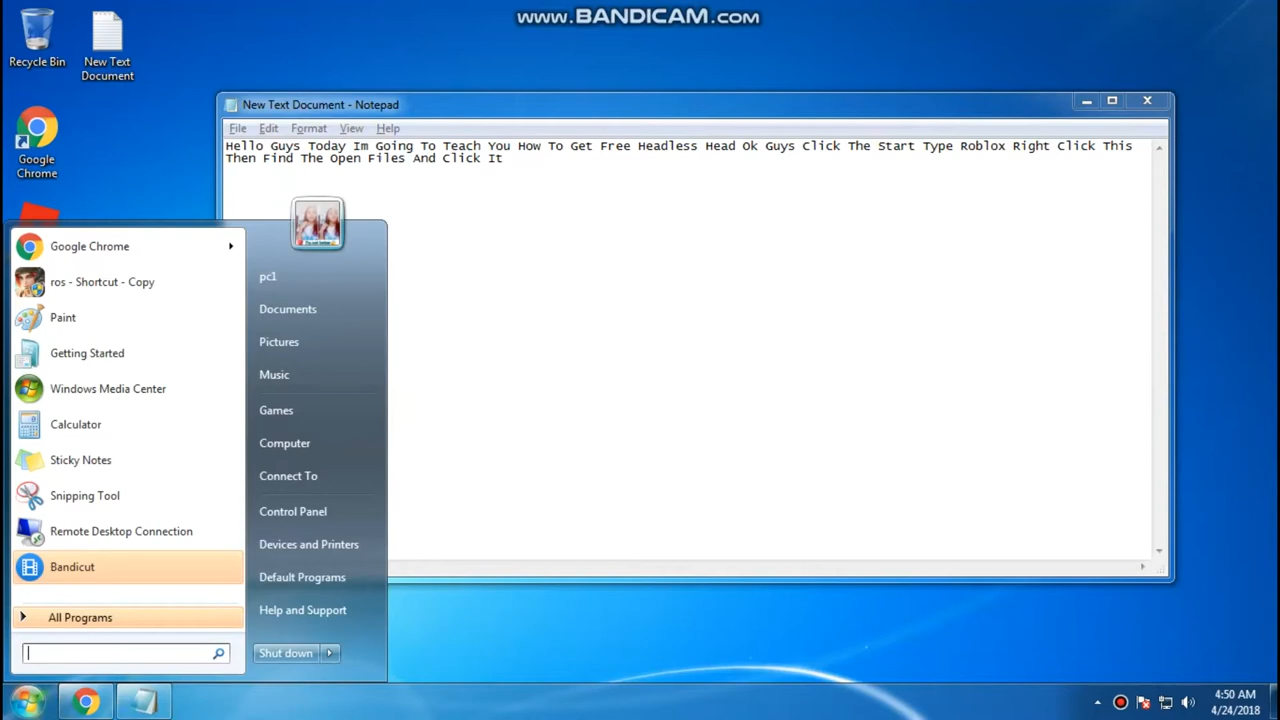 www.BANDICAM.com
Recycle Bin
New Text
Document
Google
Chrome
New Text Document - Notepad
File Edit Format View Help
Hello Guys Today Im Going To Teach You How To Get Free Headless Head Ok Guys Click The Start Type Roblox Right Click This
Then Find The Open Files And Click It
Google Chrome
ros - Shortcut - Copy
Paint
Getting Started
Windows Media Center
Calculator
Sticky Notes
Snipping Tool
Remote Desktop Connection
Bandicut
All Programs
pc1
Documents
Pictures
Music
Games
Computer
Connect To
Control Panel
Devices and Printers
Default Programs
Help and Support
Shut down
4:50 AM
4/24/2018